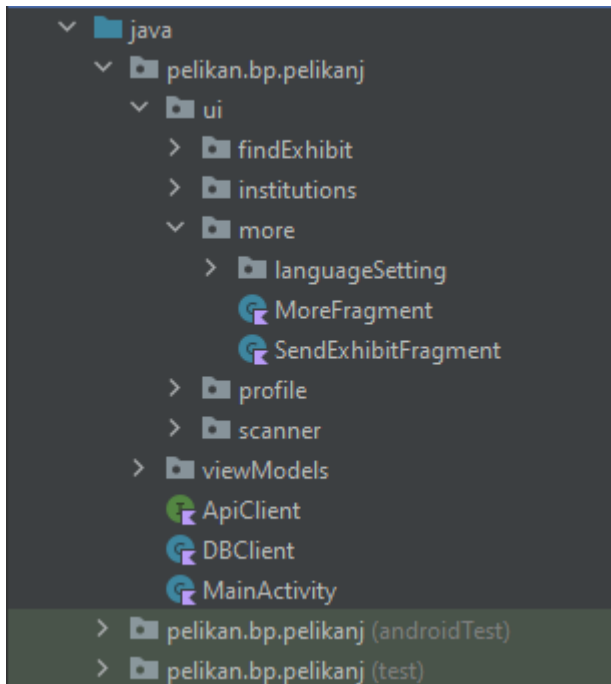 java
pelikan.bp.pelikanj
ui
findExhibit
institutions
more
languageSetting
MoreFragment
SendExhibitFragment
profile
scanner
viewModels
ApiClient
DBClient
MainActivity
pelikan.bp.pelikanj (androidTest)
pelikan.bp.pelikanj (test)